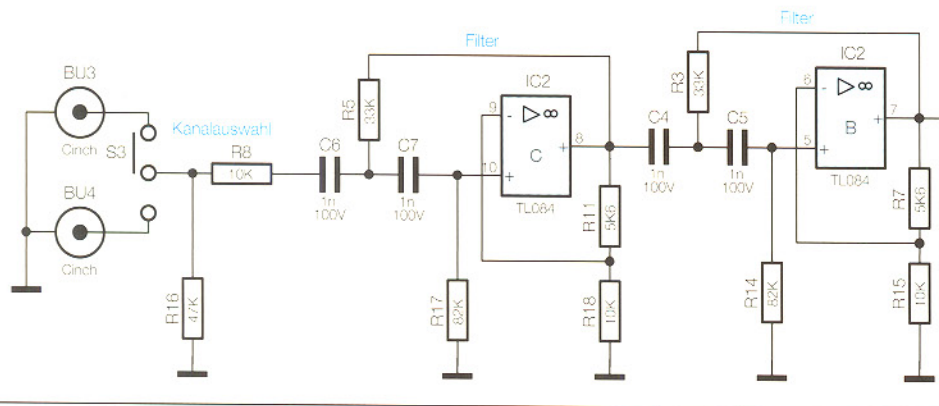 Filter
Filter
BU3
Cinch
S3
Kanalauswahl
BU4
Cinch
R8
10K
R16
47K
C6
1n
100V
R5
33K
C7
1n
100V
R17
82K
IC2
9
-
▷∞
C
8
10
+
+
TL084
R11
5K6
R18
10K
C4
1n
100V
R3
33K
C5
1n
100V
R14
82K
IC2
6
-
▷∞
B
7
5
+
+
TL084
R7
5K6
R15
10K